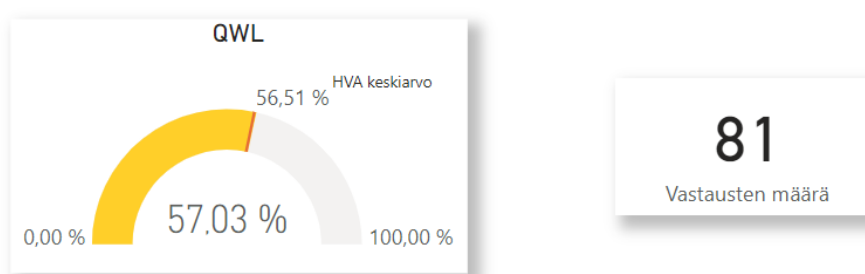 QWL
HVA keskiarvo
56,51 %
57,03 %
0,00 %
100,00 %
81
Vastausten määrä